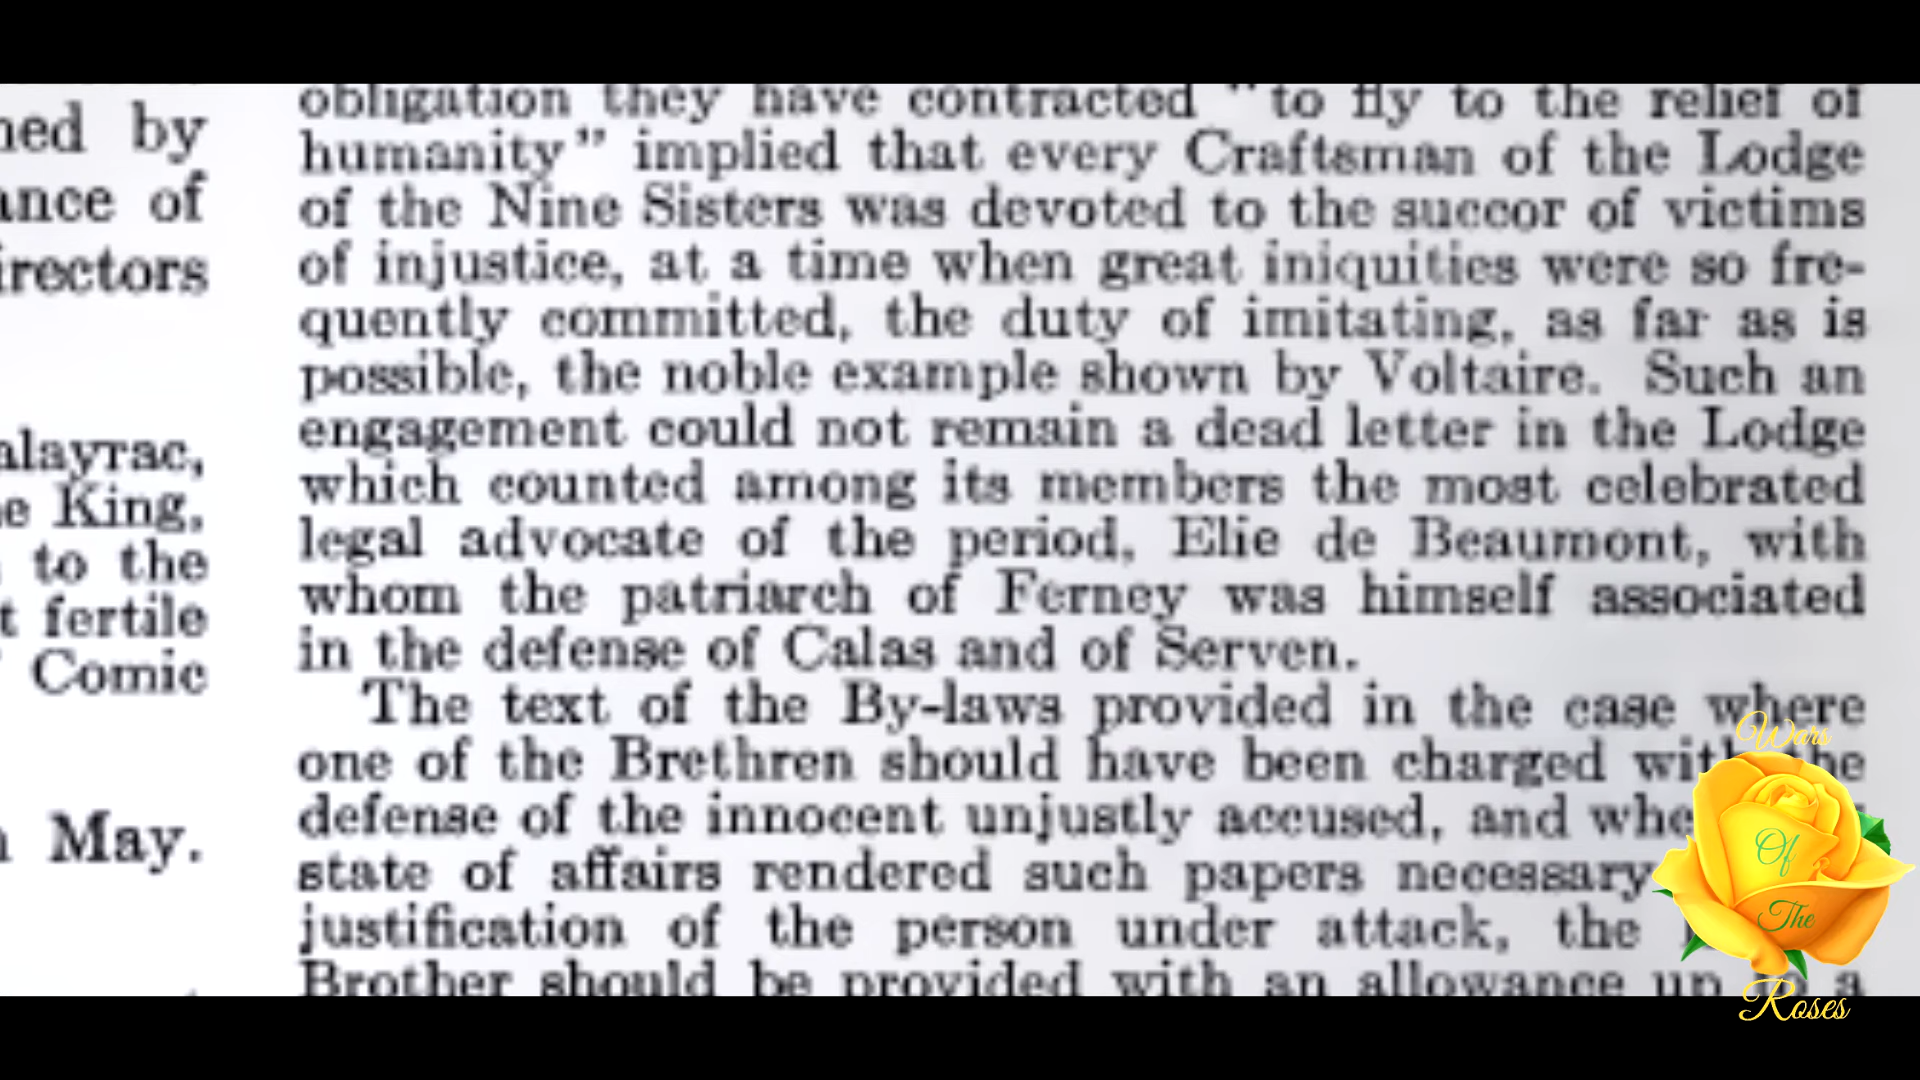 ned by
ance of
irectors
alayrac,
e King,
to the
t fertile
Comic
n May.
obligation they have contracted "to fly to the relief of
humanity" implied that every Craftsman of the Lodge
of the Nine Sisters was devoted to the succor of victims
of injustice, at a time when great iniquities were so fre-
quently committed, the duty of imitating, as far as is
possible, the noble example shown by Voltaire. Such an
engagement could not remain a dead letter in the Lodge
which counted among its members the most celebrated
legal advocate of the period, Elie de Beaumont, with
whom the patriarch of Ferney was himself associated
in the defense of Calas and of Serven.
The text of the By-laws provided in the case where
one of the Brethren should have been charged with the
defense of the innocent unjustly accused, and whe
state of affairs rendered such papers necessary
justification of the person under attack, the
Brother should be provided with an allowance up to a
Wars
Of
The
Roses